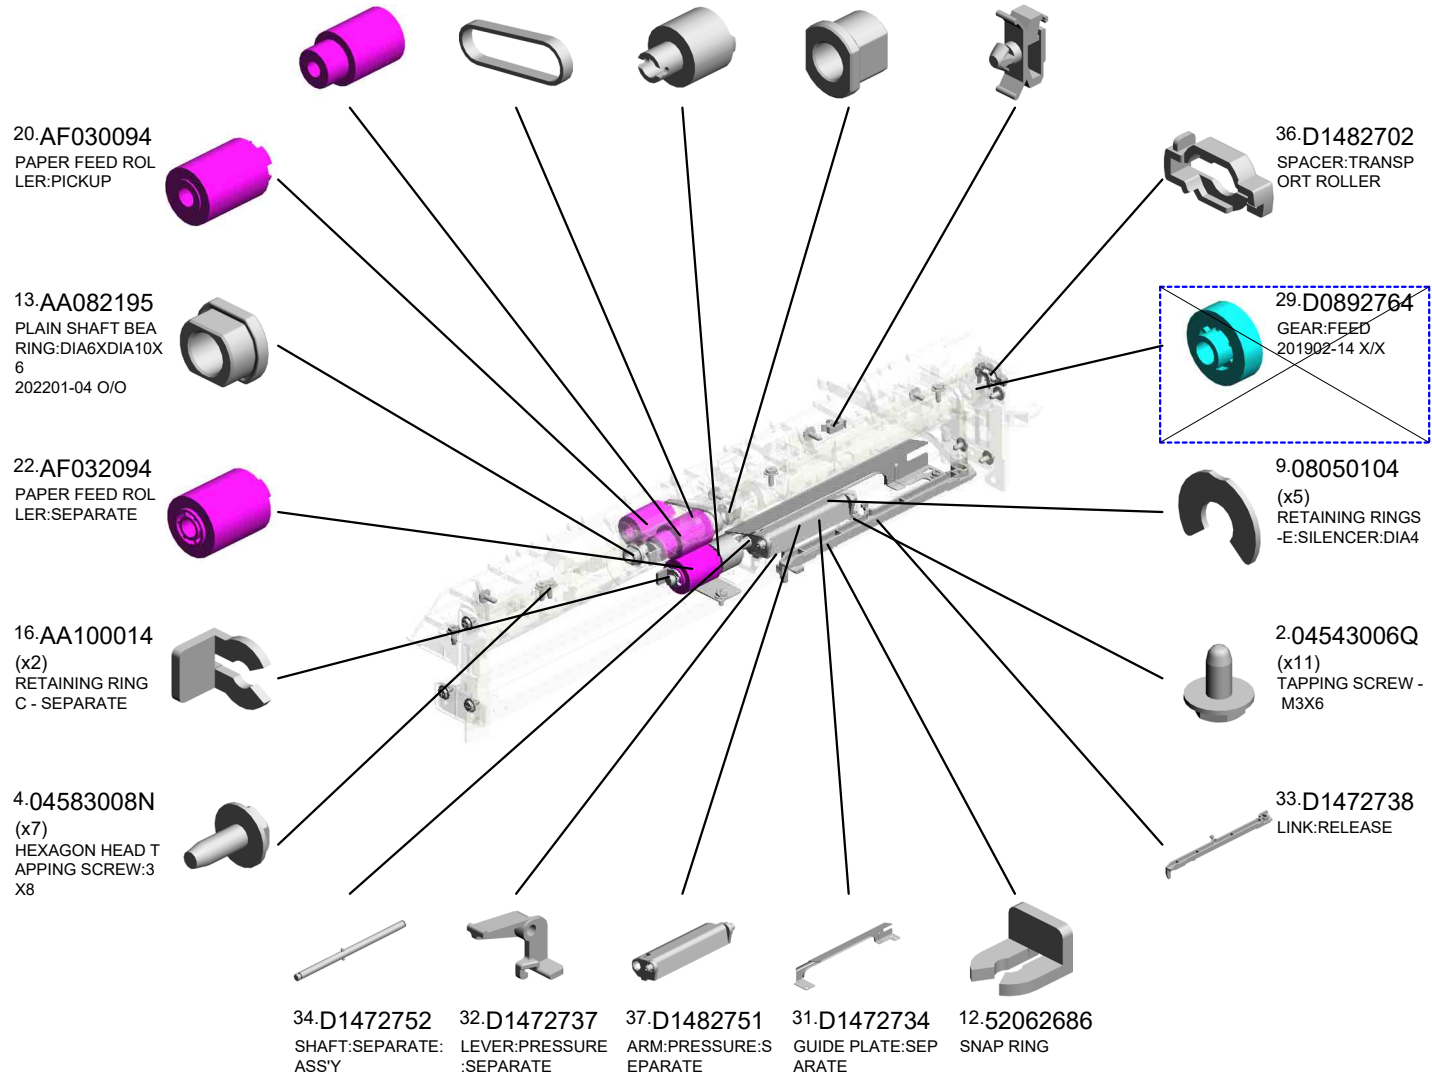 20.AF030094
PAPER FEED ROL
LER:PICKUP
36.D1482702
SPACER:TRANSP
ORT ROLLER
13.AA082195
PLAIN SHAFT BEA
RING:DIA6XDIA10X
6
202201-04 O/O
29.D0892764
GEAR:FEED
201902-14 X/X
22.AF032094
PAPER FEED ROL
LER:SEPARATE
9.08050104
(x5)
RETAINING RINGS
-E:SILENCER:DIA4
16.AA100014
(x2)
RETAINING RING
C - SEPARATE
2.04543006Q
(x11)
TAPPING SCREW -
M3X6
4.04583008N
(x7)
HEXAGON HEAD T
APPING SCREW:3
X8
33.D1472738
LINK:RELEASE
34.D1472752
SHAFT:SEPARATE:
ASS'Y
32.D1472737
LEVER:PRESSURE
:SEPARATE
37.D1482751
ARM:PRESSURE:S
EPARATE
31.D1472734
GUIDE PLATE:SEP
ARATE
12.52062686
SNAP RING